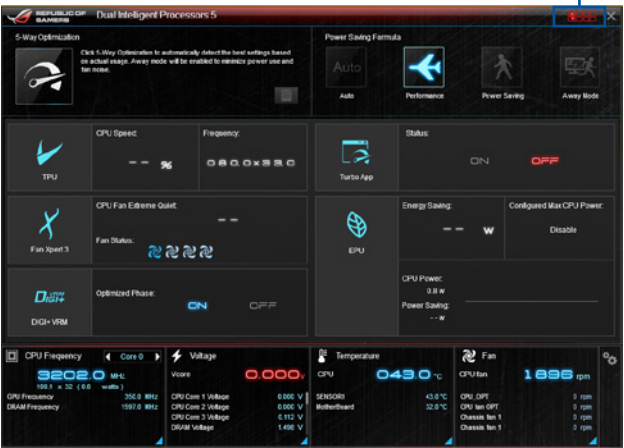 REPUBLIC OF
GAMERS
Dual Intelligent Processors 5
5-Way Optimization
Click 5-Way Optimization to automatically detect the best settings based
on actual usage. Away mode will be enabled to minimize power use and
fan noise.
Power Saving Formula
Auto
Auto
Performance
Power Saving
Away Mode
TPU
CPU Speed:
-- %
Frequency:
Turbo App
Status:
ON OFF
Fan Xpert 3
CPU Fan Extreme Quiet:
--
Fan Status:
EPU
Energy Saving:
-- w
Configured Max CPU Power:
Disable
CPU Power:
0.8 w
Power Saving:
-- w
DIGI+ VRM
Optimized Phase:
ON OFF
CPU Frequency
Core 0
3202.0 MHz
100.1 x 32 (0.8 watts)
CPU Frequency 350.0 MHz
DRAM Frequency 1597.0 MHz
Voltage
Vcore 0.000v
CPU Core 1 Voltage 0.000 V
CPU Core 2 Voltage 0.000 V
CPU Core 3 Voltage 0.112 V
DRAM Voltage 1.498 V
Temperature
CPU 043.0 °C
SENSOR1 43.0 °C
MotherBoard 32.0 °C
Fan
CPU fan 1896 rpm
CPU_OPT 0 rpm
CPU fan OPT 0 rpm
Chassis fan 1 0 rpm
Chassis fan 1 0 rpm